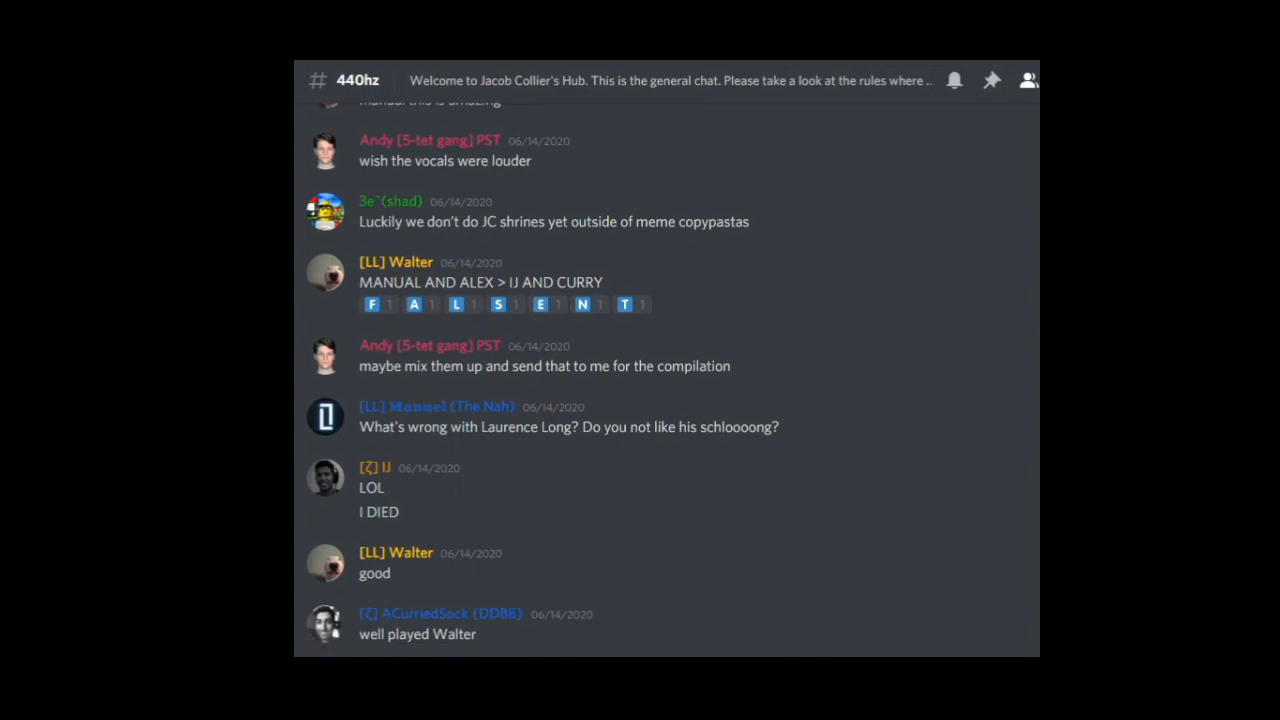 # 440hz Welcome to Jacob Collier's Hub. This is the general chat. Please take a look at the rules where ...
manual this is amazing
Andy [5-tet gang] PST 06/14/2020
wish the vocals were louder
3eˆ(shad) 06/14/2020
Luckily we don't do JC shrines yet outside of meme copypastas
[LL] Walter 06/14/2020
MANUAL AND ALEX > IJ AND CURRY
F 1 A 1 L 1 S 1 E 1 N 1 T 1
Andy [5-tet gang] PST 06/14/2020
maybe mix them up and send that to me for the compilation
[LL] 𝕄𝕒𝕟𝕦𝕖𝕝 (The Nah) 06/14/2020
What's wrong with Laurence Long? Do you not like his schloooong?
[ζ] IJ 06/14/2020
LOL
I DIED
[LL] Walter 06/14/2020
good
[ζ] ACurriedSock {DDBB} 06/14/2020
well played Walter